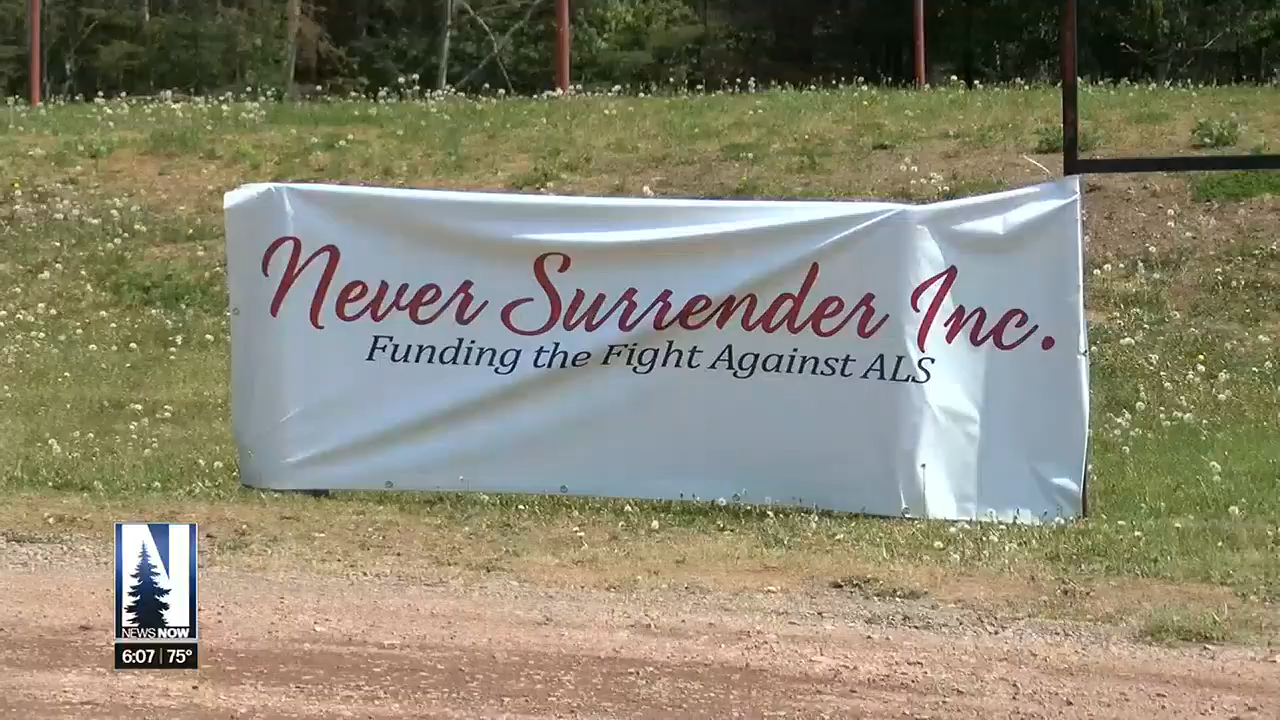 Never Surrender Inc.
Funding the Fight Against ALS
N
NEWS NOW
6:07 | 75°